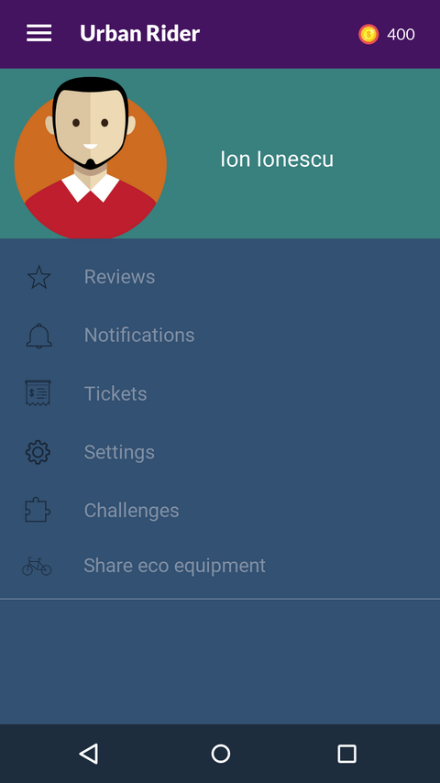 Urban Rider
400
Ion Ionescu
Reviews
Notifications
Tickets
Settings
Challenges
Share eco equipment